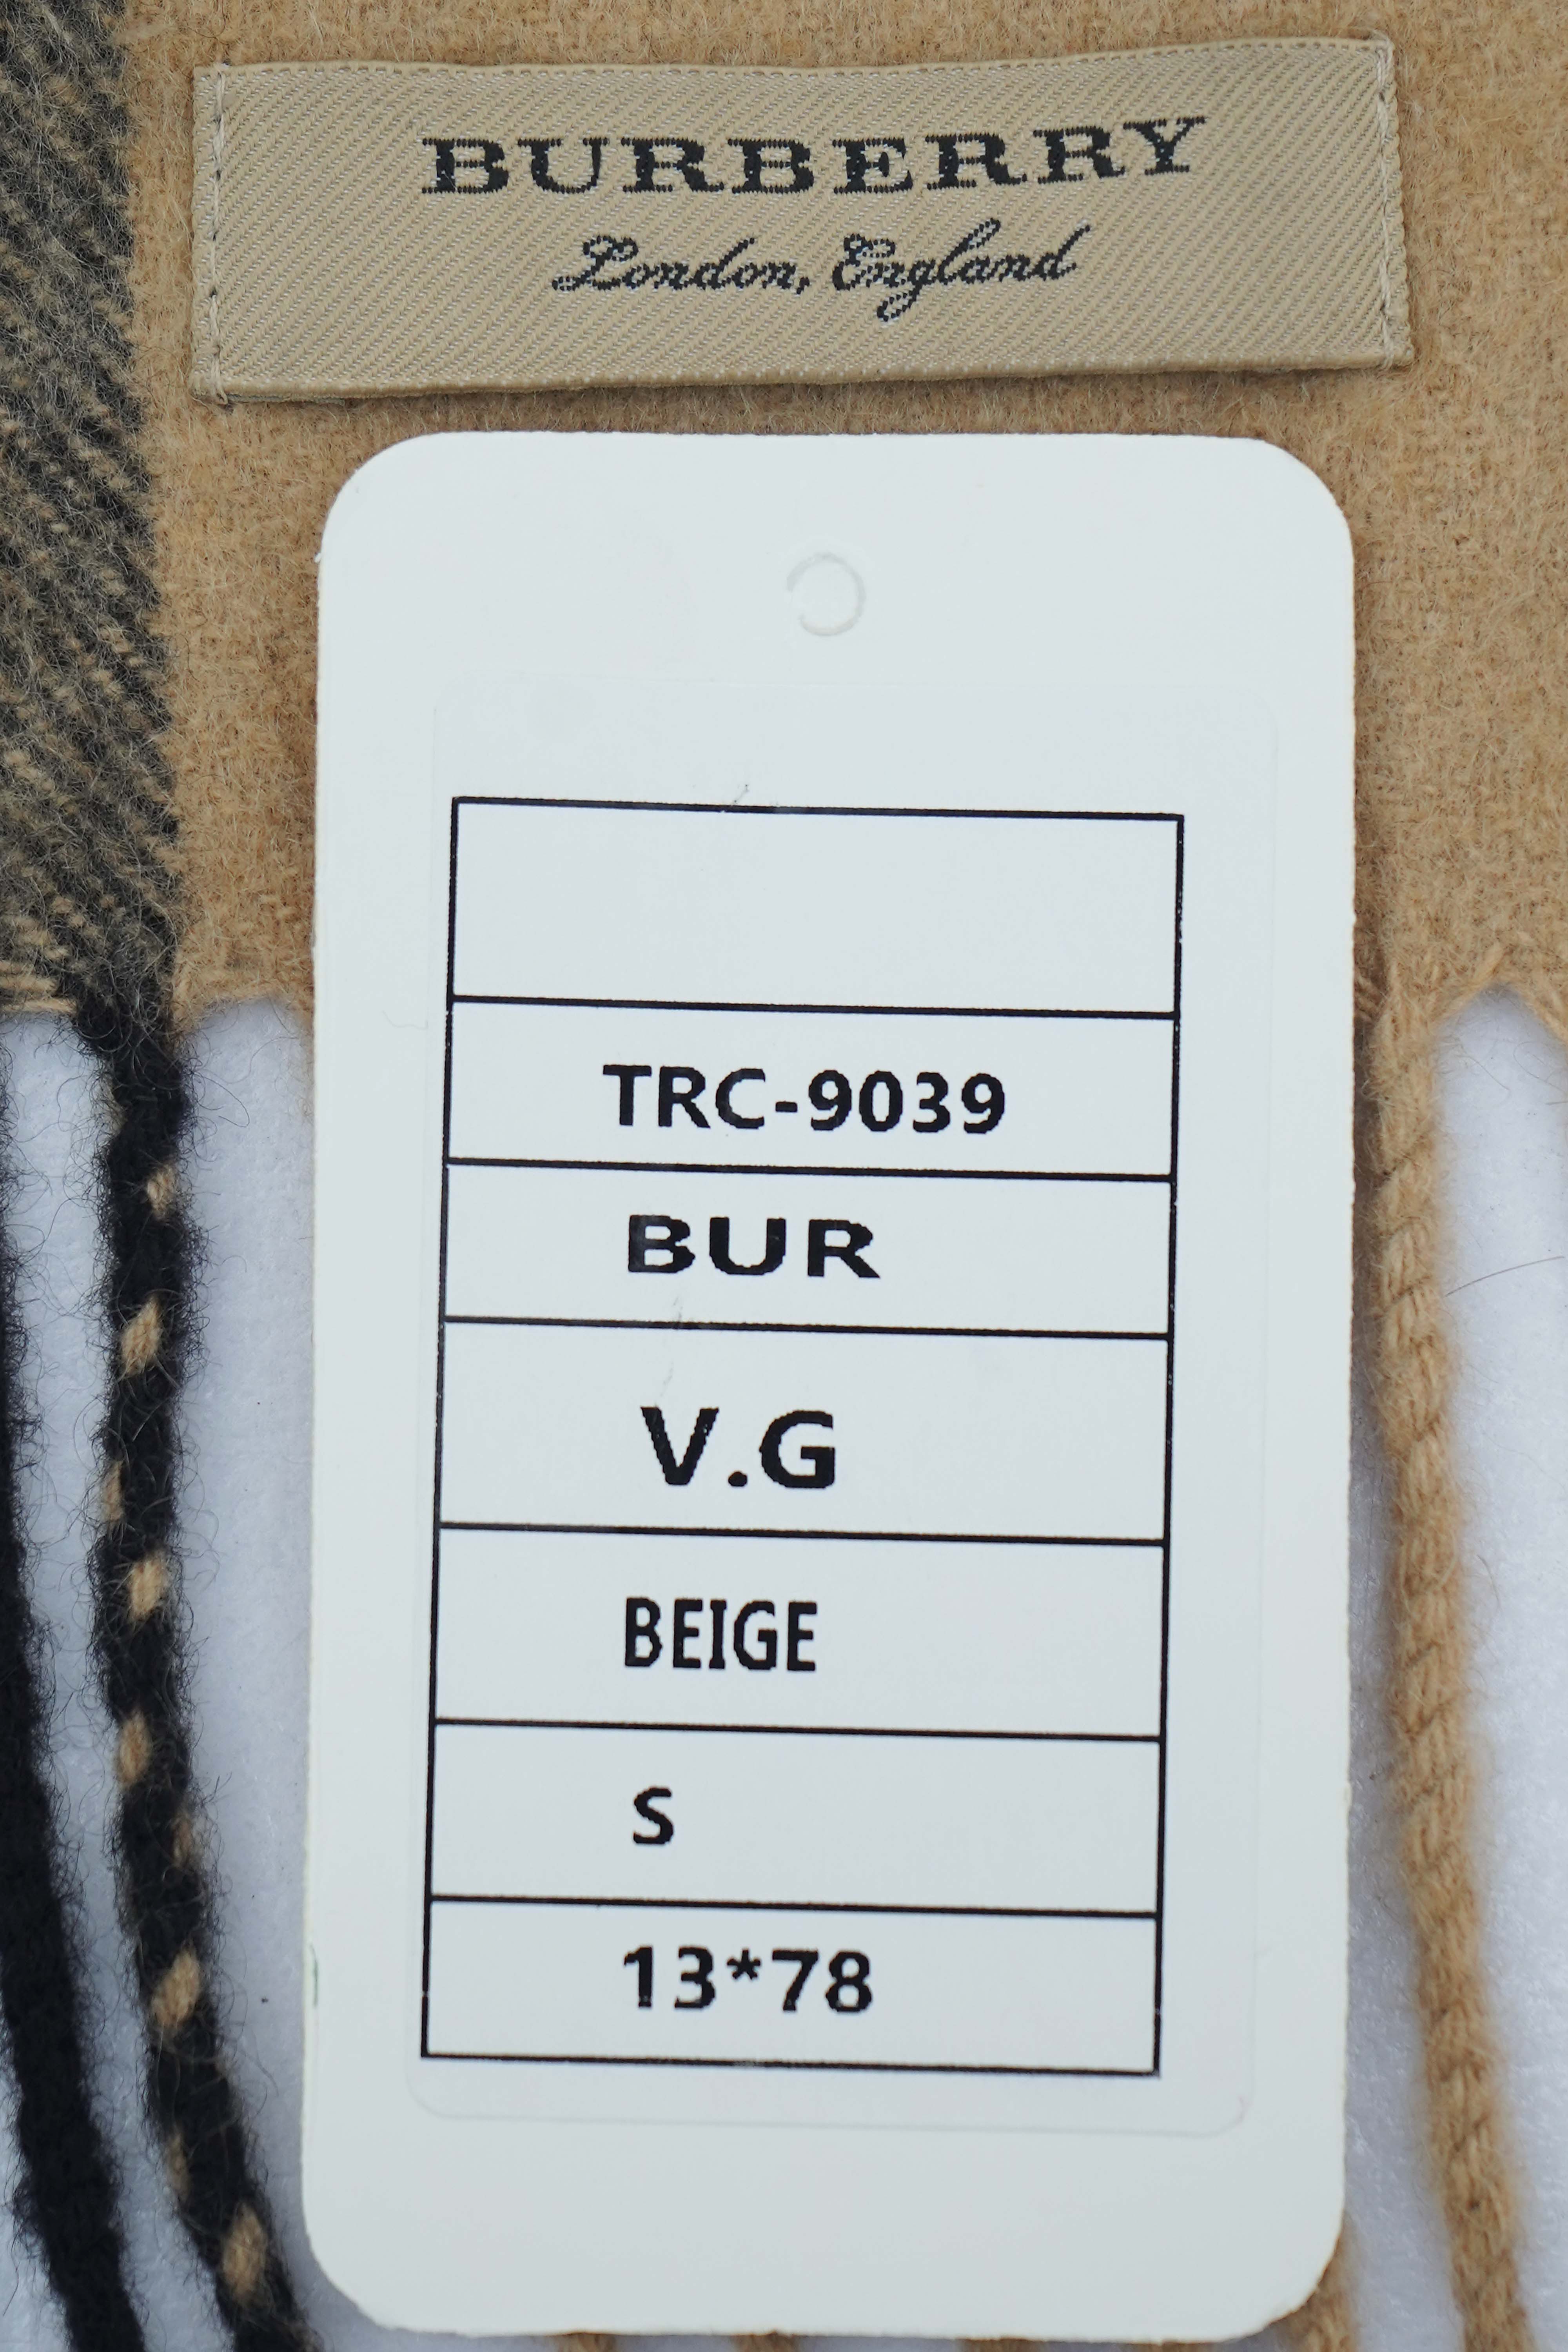 BURBERRY
London, England
TRC-9039
BUR
V.G
BEIGE
S
13*78